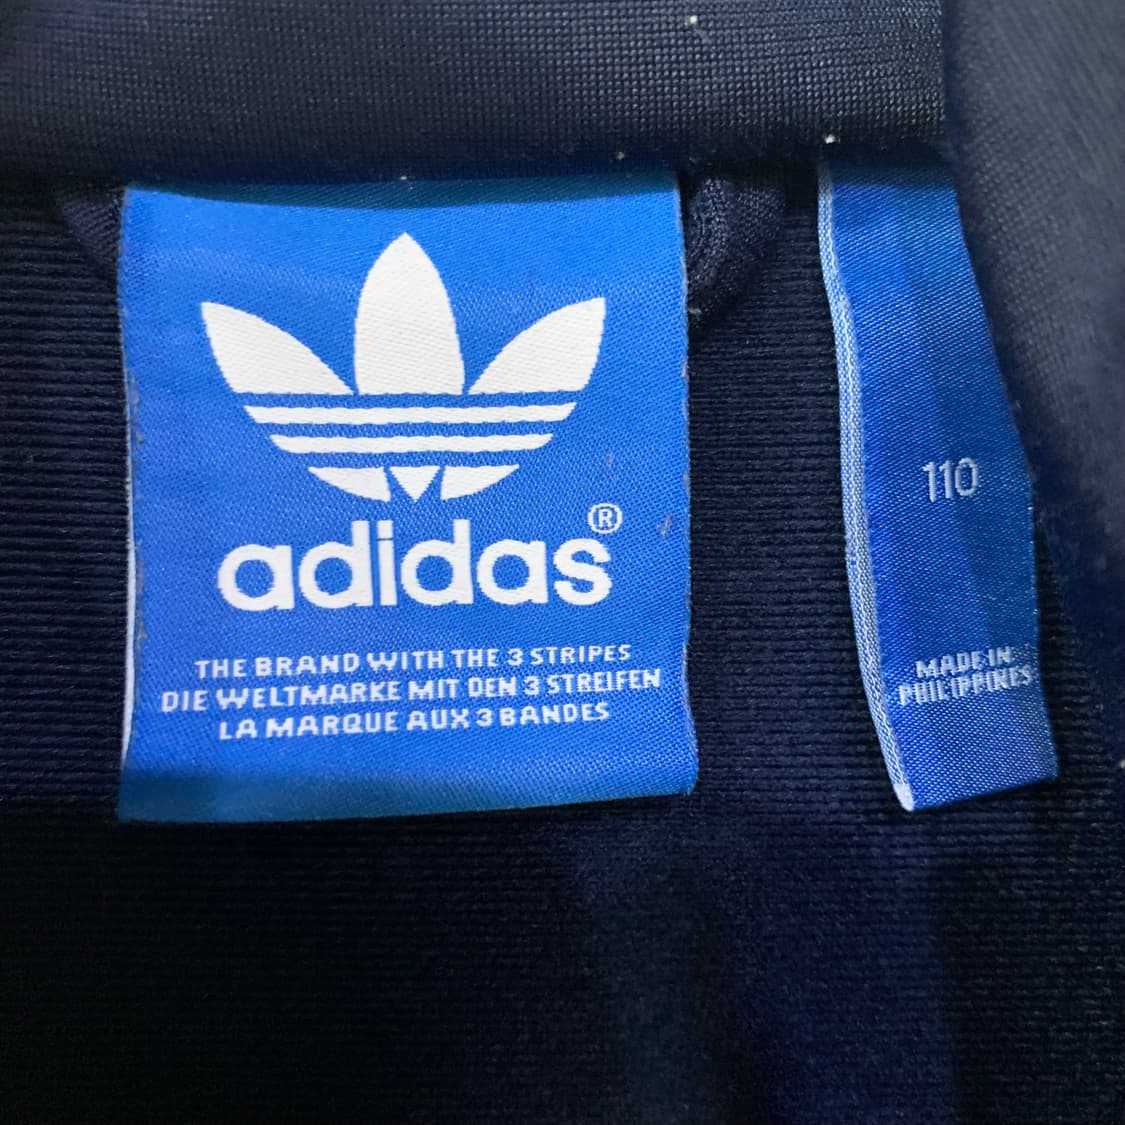 adidas®
THE BRAND WITH THE 3 STRIPES
DIE WELTMARKE MIT DEN 3 STREIFEN
LA MARQUE AUX 3 BANDES
110
MADE IN
PHILIPPINES